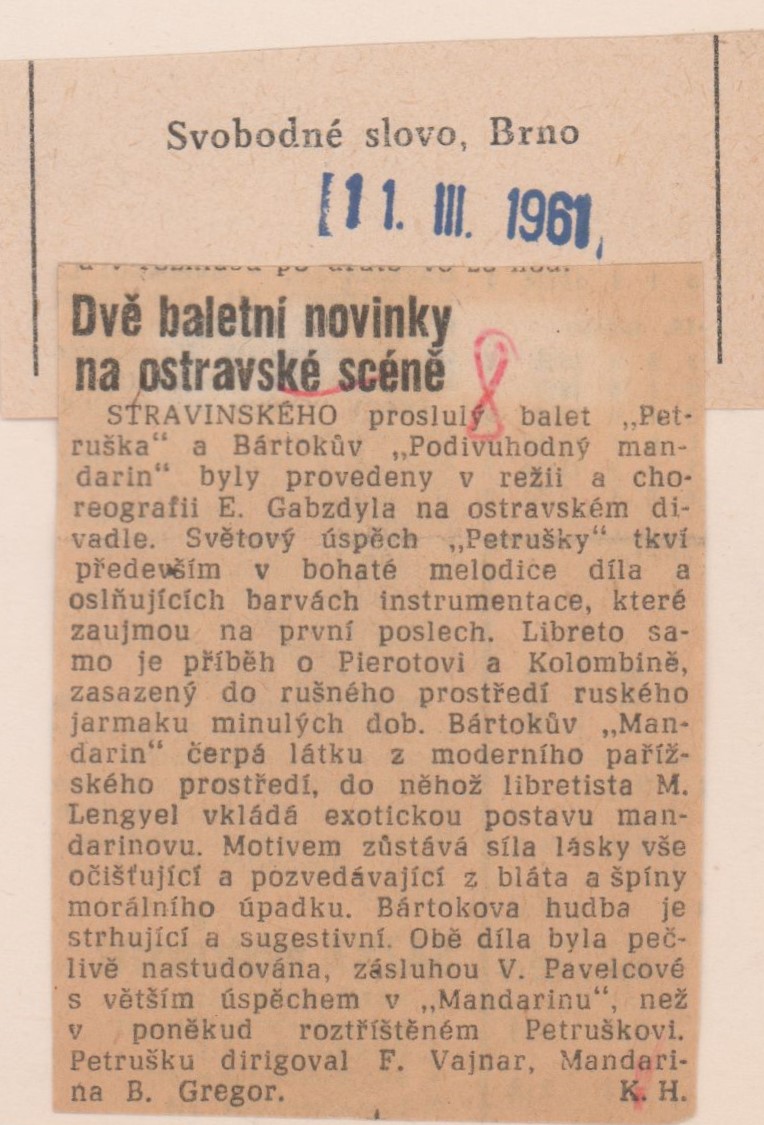 Svobodné slovo, Brno
11. III. 1961
Dvě baletní novinky
na ostravské scéně
STRAVINSKÉHO proslulý balet „Pet-
ruška“ a Bártokův „Podivuhodný man-
darin“ byly provedeny v režii a cho-
reografii E. Gabzdyla na ostravském di-
vadle. Světový úspěch „Petrušky“ tkví
především v bohaté melodice díla a
oslňujících barvách instrumentace, které
zaujmou na první poslech. Libreto sa-
mo je příběh o Pierotovi a Kolombině,
zasazený do rušného prostředí ruského
jarmaku minulých dob. Bártokův „Man-
darin“ čerpá látku z moderního paříž-
ského prostředí, do něhož libretista M.
Lengyel vkládá exotickou postavu man-
darinovu. Motivem zůstává síla lásky vše
očišťující a pozvedávající z bláta a špíny
morálního úpadku. Bártokova hudba je
strhující a sugestivní. Obě díla byla peč-
livě nastudována, zásluhou V. Pavelcové
s větším úspěchem v „Mandarinu“, než
v poněkud roztříštěném Petruškovi.
Petrušku dirigoval F. Vajnar, Mandari-
na B. Gregor. K. H.